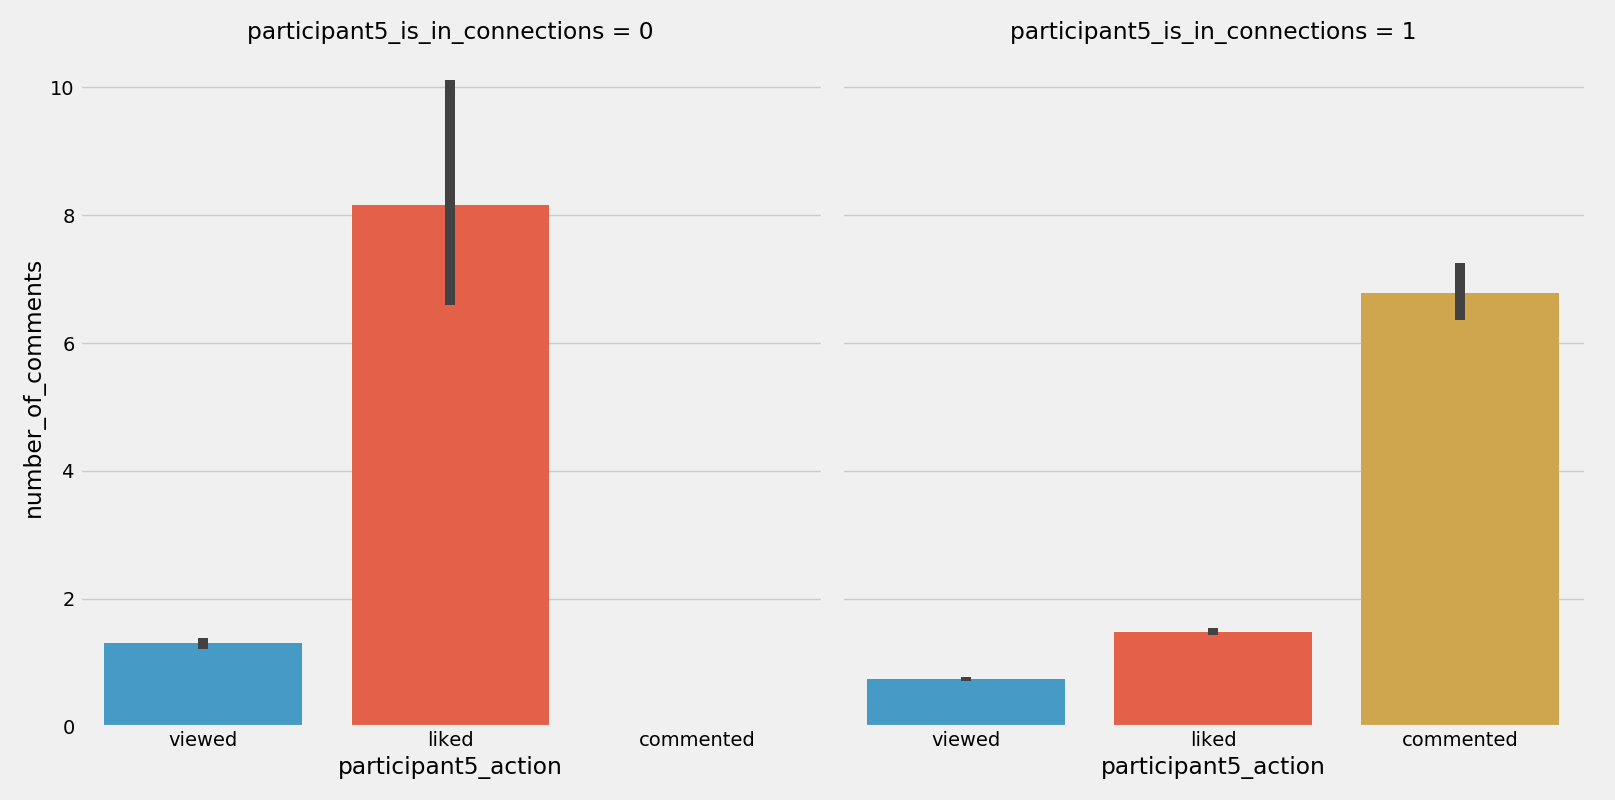 participant5_is_in_connections = 0
participant5_is_in_connections = 1
number_of_comments
10
8
6
4
2
0
viewed
liked
commented
viewed
liked
commented
participant5_action
participant5_action